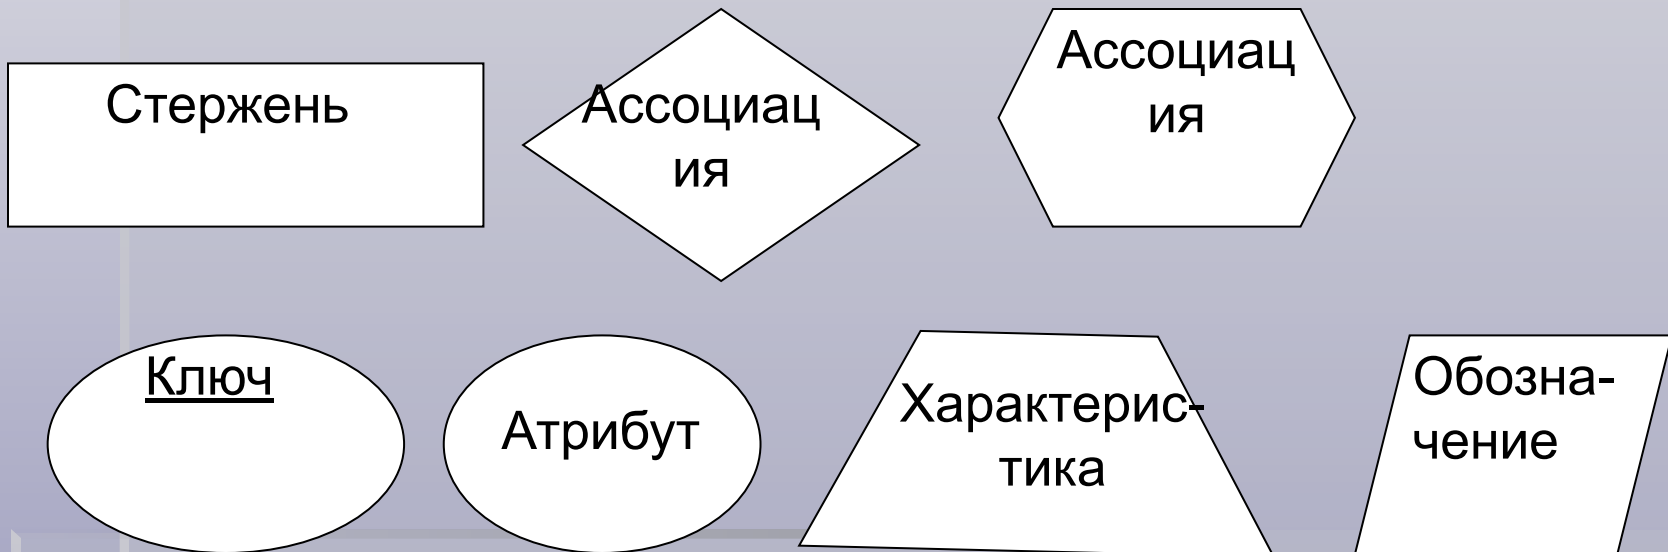 Стержень
Ассоциац
ия
Ассоциац
ия
Ключ
Атрибут
Характерис-
тика
Обозна-
чение